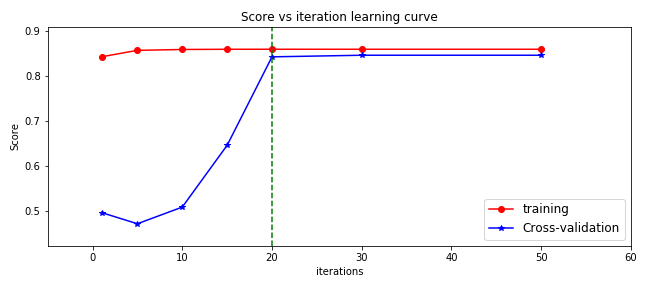 Score vs iteration learning curve
0.9
0.8
0.7
0.6
0.5
Score
0 10 20 30 40 50 60
iterations
training
Cross-validation